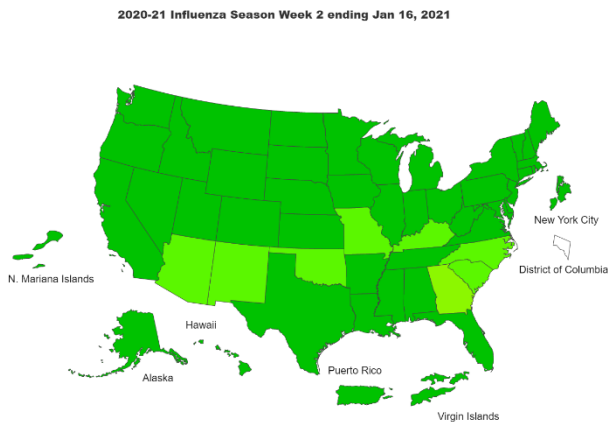 2020-21 Influenza Season Week 2 ending Jan 16, 2021
New York City
District of Columbia
N. Mariana Islands
Hawaii
Alaska
Puerto Rico
Virgin Islands